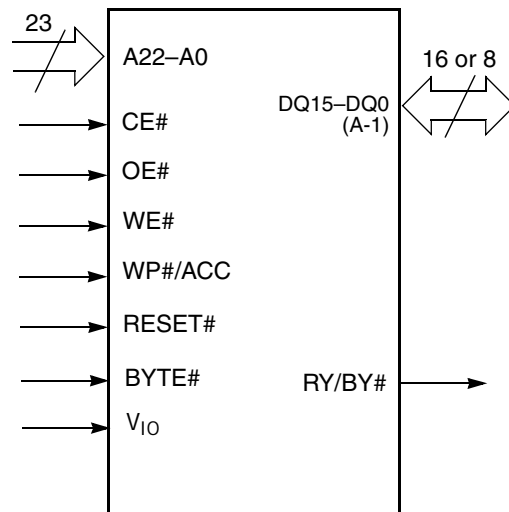 23
A22–A0
16 or 8
DQ15–DQ0
(A-1)
CE#
OE#
WE#
WP#/ACC
RESET#
BYTE#
RY/BY#
VIO